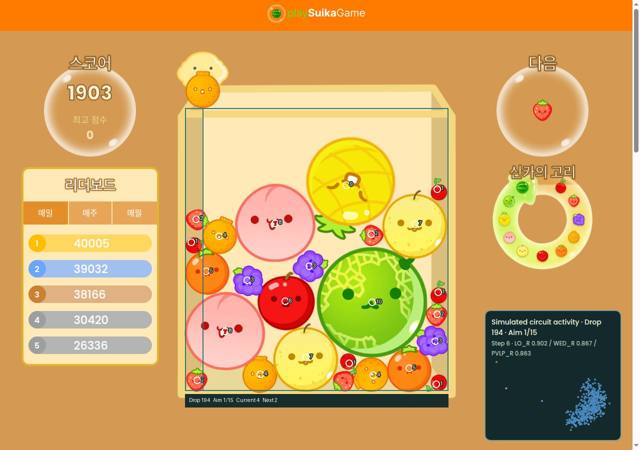 playSuikaGame
스코어
1903
최고 점수
0
리더보드
매일
매주
매월
1 40005
2 39032
3 38166
4 30420
5 26336
다음
신카의 고리
Simulated circuit activity · Drop
194 · Aim 1/15
Step 6 · LO_R 0.902 / WED_R 0.867 /
PVLP_R 0.863
Drop 194 Aim 1/15 Current 4 Next 2